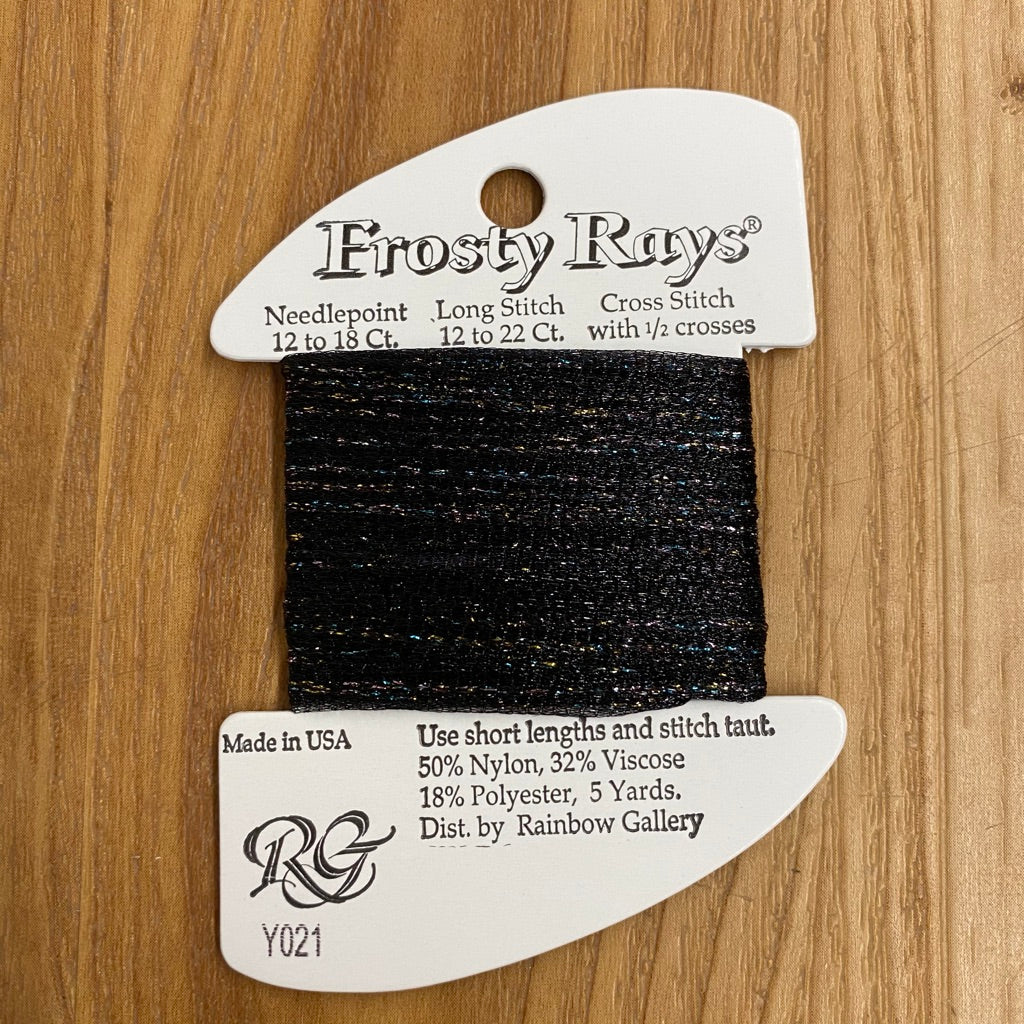 Frosty Rays®
Needlepoint Long Stitch Cross Stitch
12 to 18 Ct. 12 to 22 Ct. with 1/2 crosses
Made in USA
Use short lengths and stitch taut.
50% Nylon, 32% Viscose
18% Polyester, 5 Yards.
Dist. by Rainbow Gallery
RG
Y021